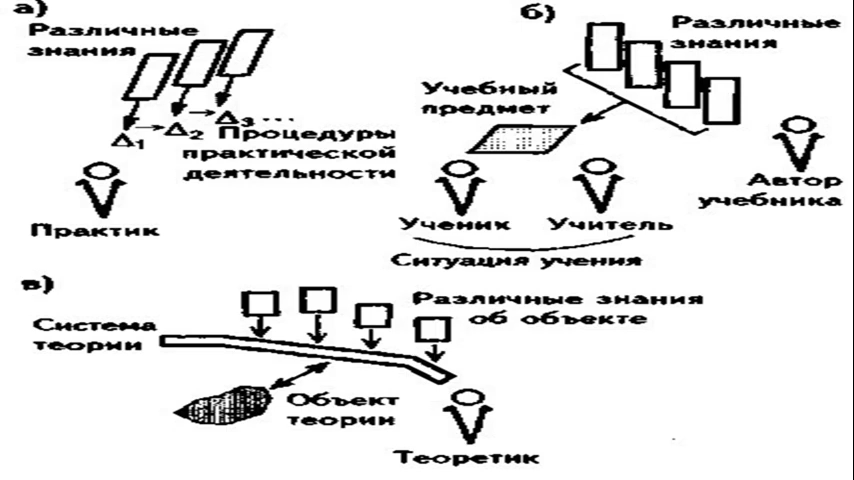 а)
Различные
знания
Δ1 → Δ2 → Δ3 ...
Процедуры
практической
деятельности
Практик
б)
Различные
знания
Учебный
предмет
Ученик
Учитель
Автор
учебника
Ситуация учения
в)
Система
теории
Различные знания
об объекте
Объект
теории
Теоретик